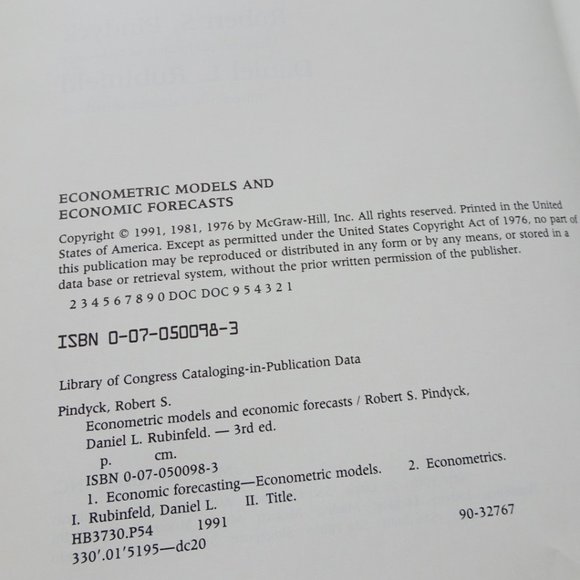 ECONOMETRIC MODELS AND
ECONOMIC FORECASTS
Copyright © 1991, 1981, 1976 by McGraw-Hill, Inc. All rights reserved. Printed in the United
States of America. Except as permitted under the United States Copyright Act of 1976, no part of
this publication may be reproduced or distributed in any form or by any means, or stored in a
data base or retrieval system, without the prior written permission of the publisher.
2 3 4 5 6 7 8 9 0 DOC DOC 9 5 4 3 2 1
ISBN 0-07-050098-3
Library of Congress Cataloging-in-Publication Data
Pindyck, Robert S.
Econometric models and economic forecasts / Robert S. Pindyck,
Daniel L. Rubinfeld. — 3rd ed.
p. cm.
ISBN 0-07-050098-3
1. Economic forecasting—Econometric models. 2. Econometrics.
I. Rubinfeld, Daniel L. II. Title.
HB3730.P54 1991
330'.01'5195—dc20 90-32767